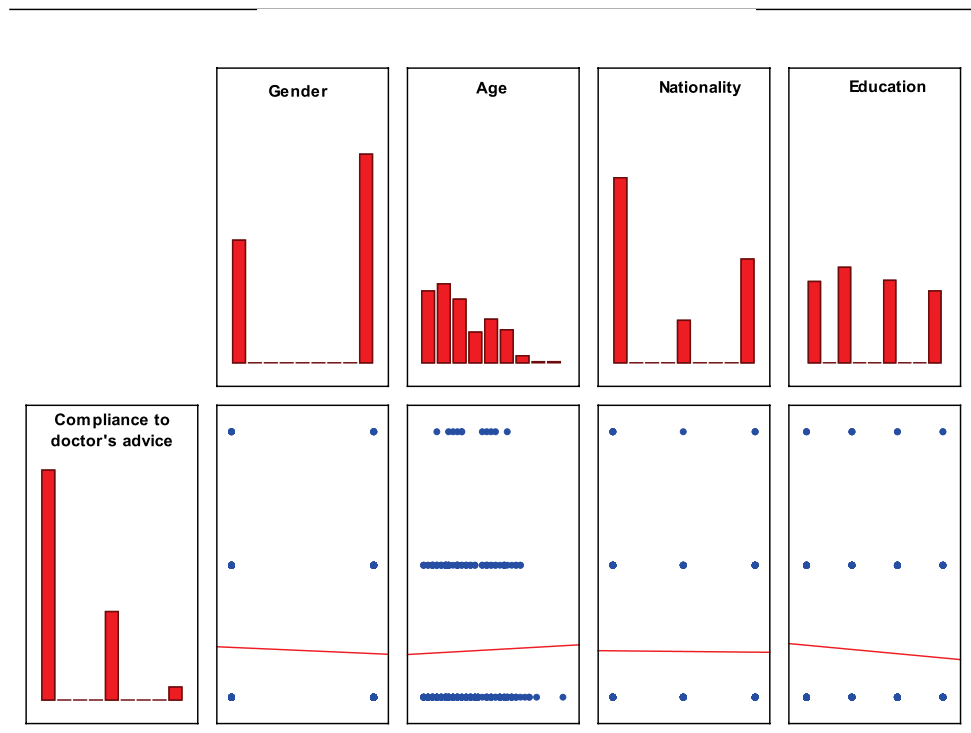 Gender
Age
Nationality
Education
Compliance to
doctor's advice